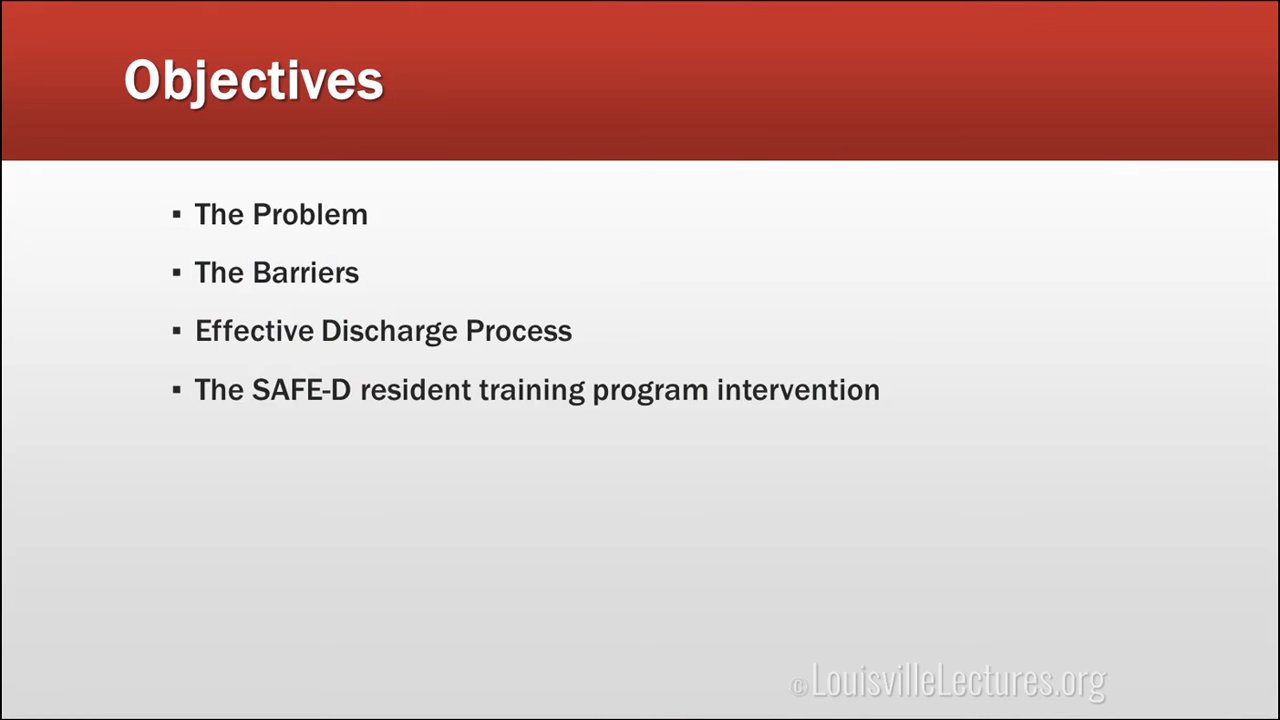 Objectives
▪ The Problem
▪ The Barriers
▪ Effective Discharge Process
▪ The SAFE-D resident training program intervention
© LouisvilleLectures.org